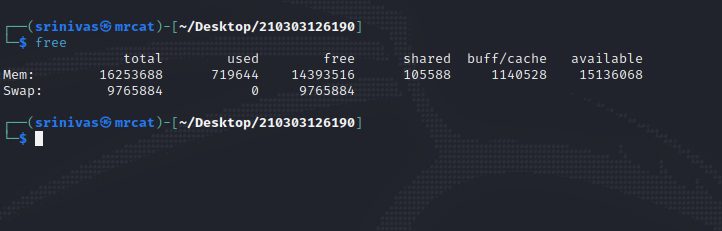 ┌──(srinivas㉿mrcat)-[~/Desktop/210303126190]
└─$ free
               total        used        free      shared  buff/cache   available
Mem:        16253688      719644    14393516      105588     1140528    15136068
Swap:        9765884           0     9765884
┌──(srinivas㉿mrcat)-[~/Desktop/210303126190]
└─$